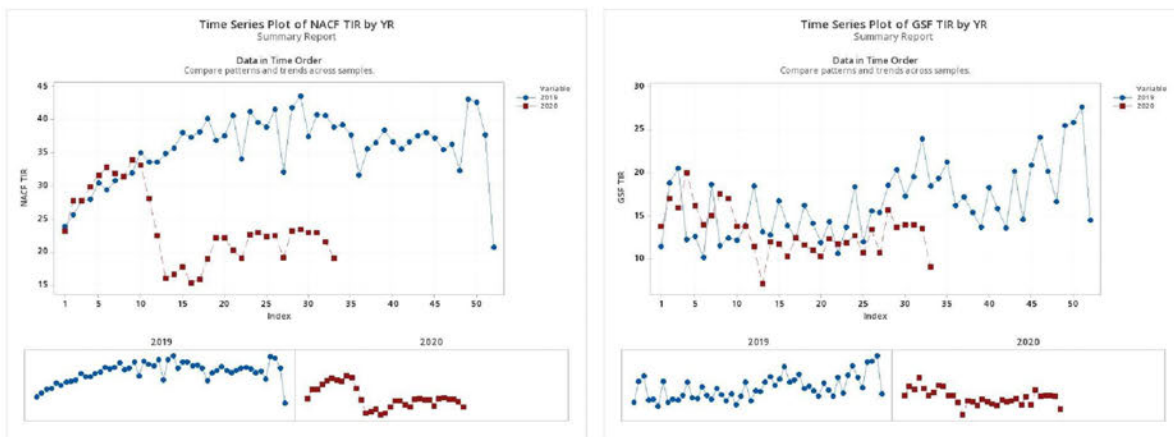 Time Series Plot of NACF TIR by YR
Summary Report
Data in Time Order
Compare patterns and trends across samples.
Variable
2019
2020
NACF TIR
45
40
35
30
25
20
15
1 5 10 15 20 25 30 35 40 45 50
Index
2019 2020
Time Series Plot of GSF TIR by YR
Summary Report
Data in Time Order
Compare patterns and trends across samples.
Variable
2019
2020
GSF TIR
30
25
20
15
10
1 5 10 15 20 25 30 35 40 45 50
Index
2019 2020